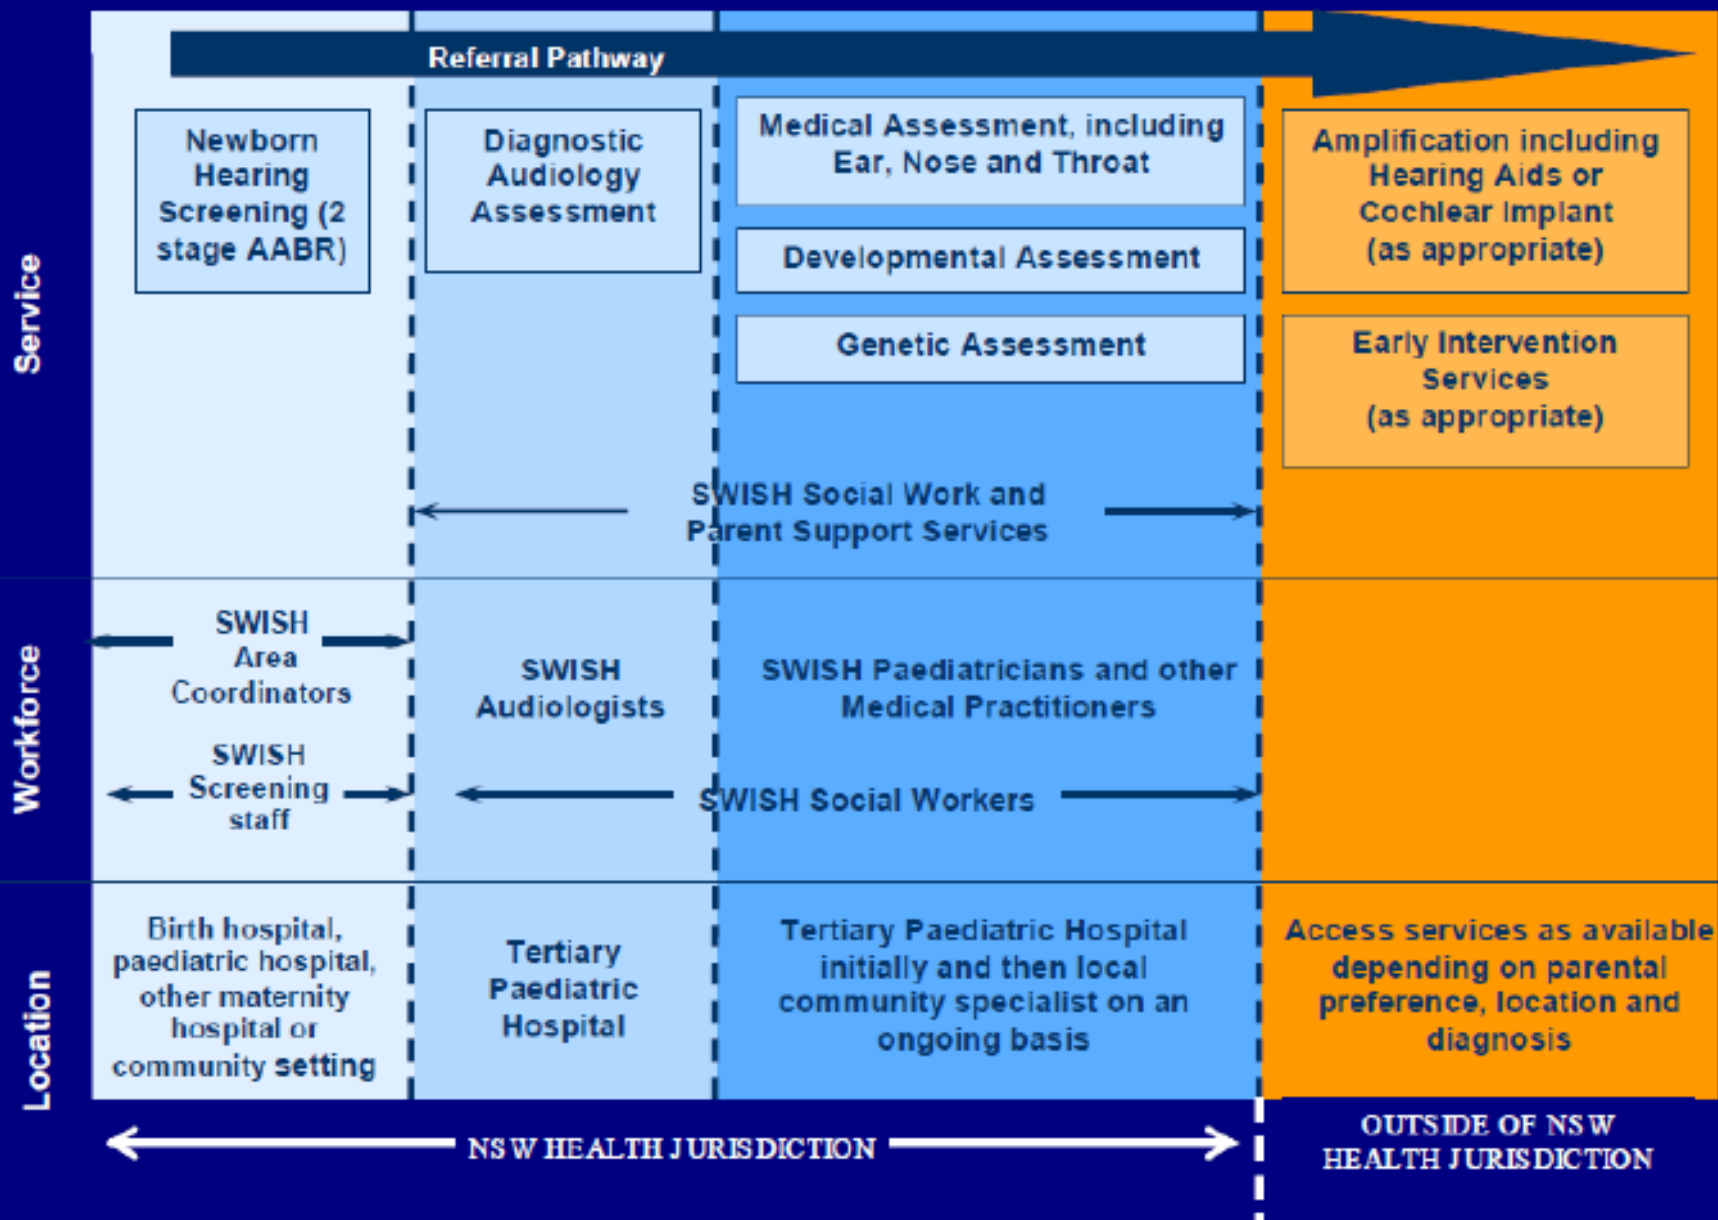 Referral Pathway
Service
Newborn
Hearing
Screening (2
stage AABR)
Diagnostic
Audiology
Assessment
Medical Assessment, including
Ear, Nose and Throat
Developmental Assessment
Genetic Assessment
Amplification including
Hearing Aids or
Cochlear Implant
(as appropriate)
Early Intervention
Services
(as appropriate)
SWISH Social Work and
Parent Support Services
Workforce
SWISH
Area
Coordinators
SWISH
Screening
staff
SWISH
Audiologists
SWISH Paediatricians and other
Medical Practitioners
SWISH Social Workers
Location
Birth hospital,
paediatric hospital,
other maternity
hospital or
community setting
Tertiary
Paediatric
Hospital
Tertiary Paediatric Hospital
initially and then local
community specialist on an
ongoing basis
Access services as available
depending on parental
preference, location and
diagnosis
NSW HEALTH JURISDICTION
OUTSIDE OF NSW
HEALTH JURISDICTION